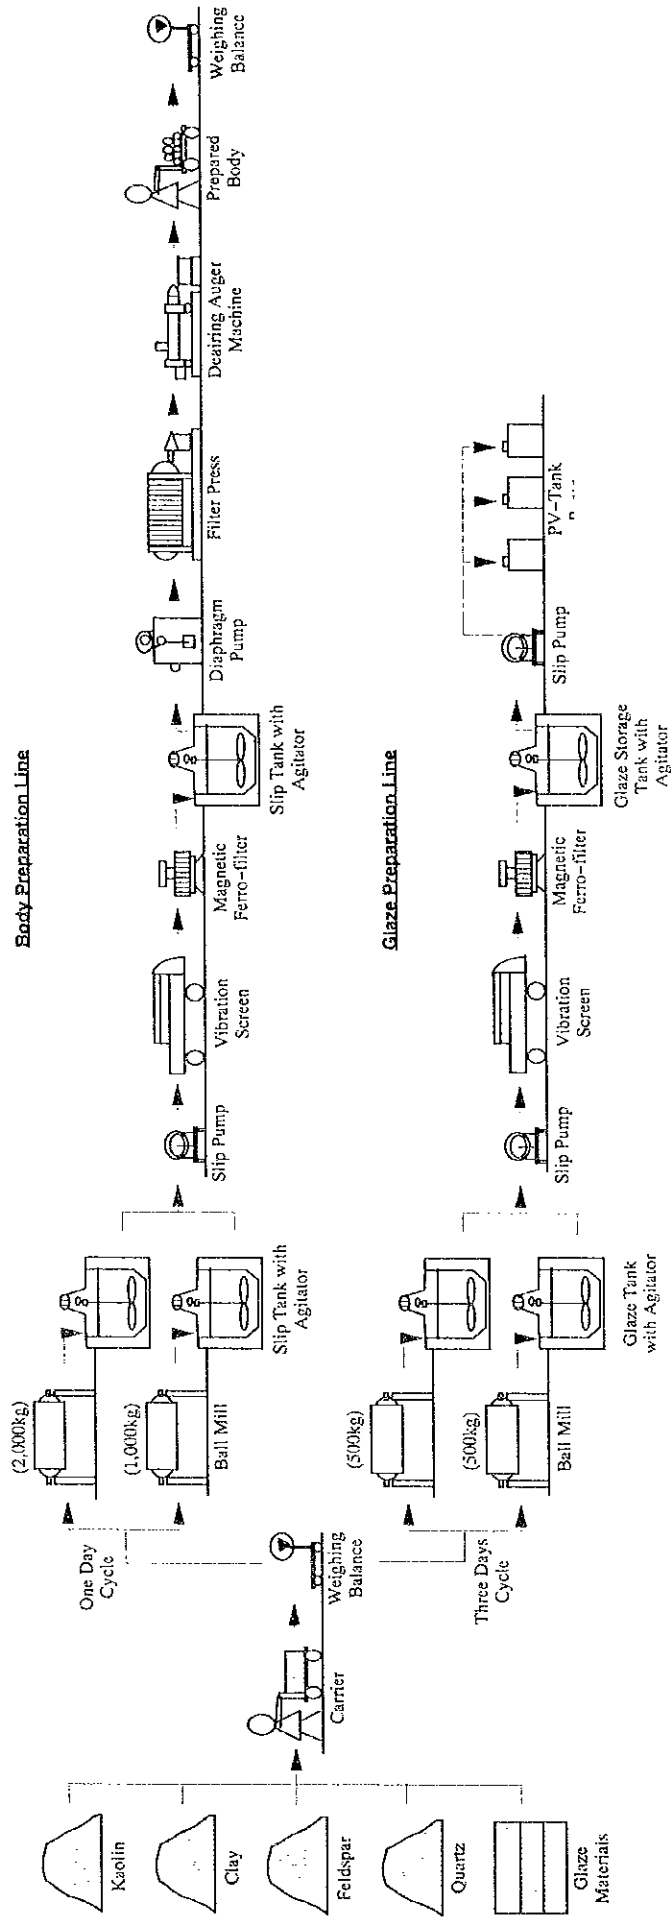 Kaolin
Clay
Feldspar
Quartz
Glaze
Materials
Carrier
Weighing
Balance
One Day
Cycle
Three Days
Cycle
Body Preparation Line
(2,000kg)
(1,000kg)
Ball Mill
Slip Tank with
Agitator
Slip Pump
Vibration
Screen
Magnetic
Ferro-filter
Slip Tank with
Agitator
Diaphragm
Pump
Filter Press
Deairing Auger
Machine
Prepared
Body
Weighing
Balance
Glaze Preparation Line
(500kg)
(500kg)
Ball Mill
Glaze Tank
with Agitator
Slip Pump
Vibration
Screen
Magnetic
Ferro-filter
Glaze Storage
Tank with
Agitator
Slip Pump
PV-Tank